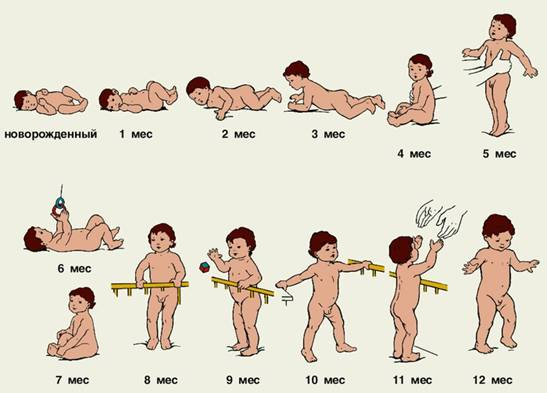 новорожденный
1 мес
2 мес
3 мес
4 мес
5 мес
6 мес
7 мес
8 мес
9 мес
10 мес
11 мес
12 мес